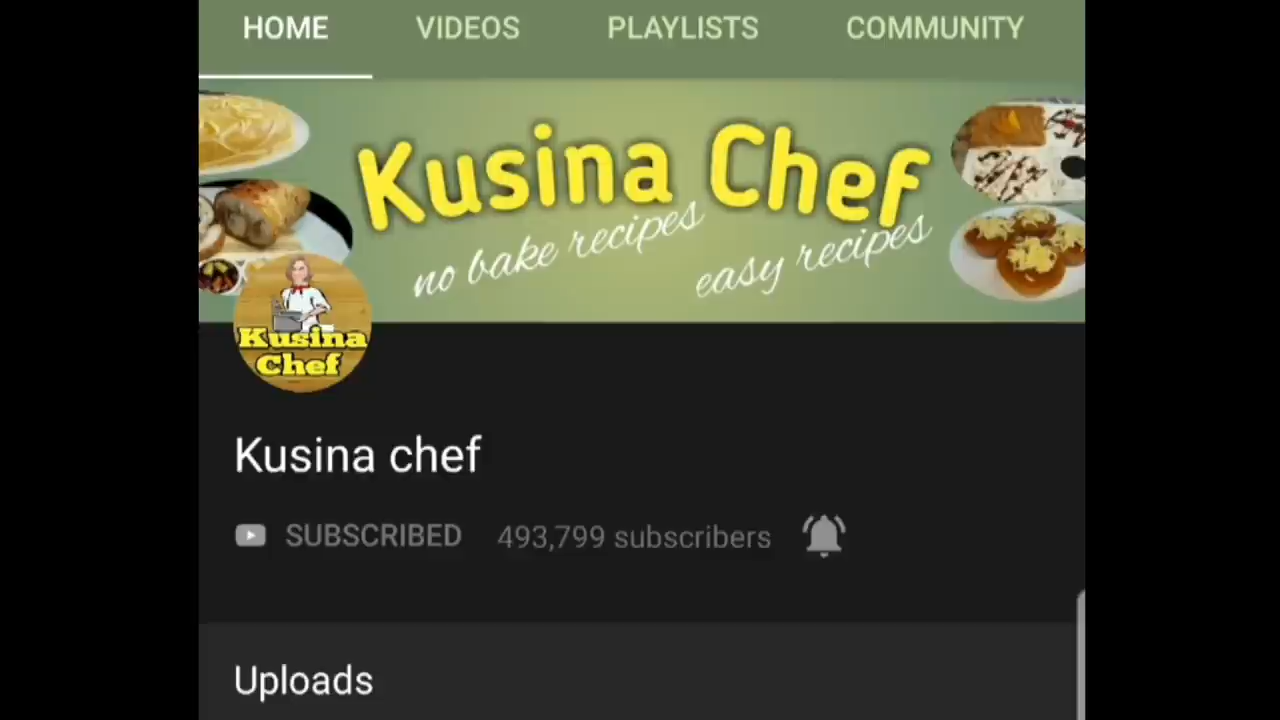 HOME VIDEOS PLAYLISTS COMMUNITY
Kusina Chef
no bake recipes
easy recipes
Kusina
Chef
Kusina chef
SUBSCRIBED 493,799 subscribers
Uploads